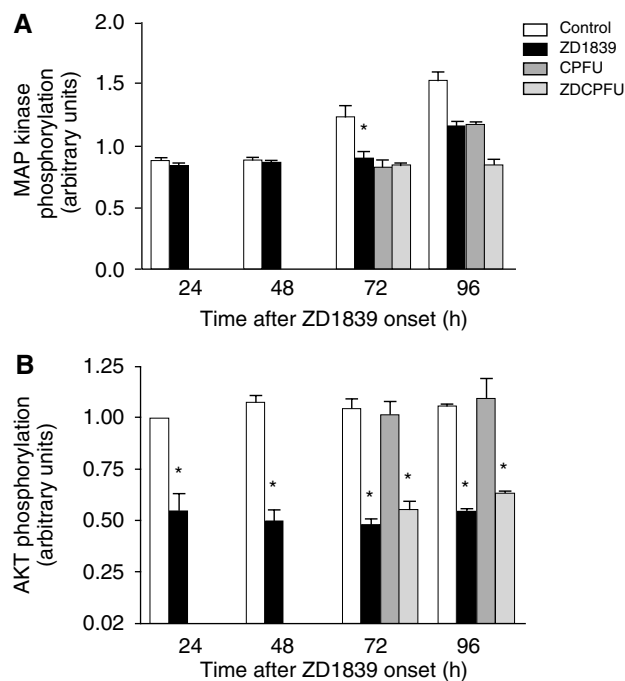 A
MAP kinase
phosphorylation
(arbitrary units)
2.0
1.5
1.0
0.5
0.0
*
24 48 72 96
Time after ZD1839 onset (h)
Control
ZD1839
CPFU
ZDCPFU
B
AKT phosphorylation
(arbitrary units)
1.25
1.00
0.75
0.50
0.25
0.02
* * * * * *
24 48 72 96
Time after ZD1839 onset (h)